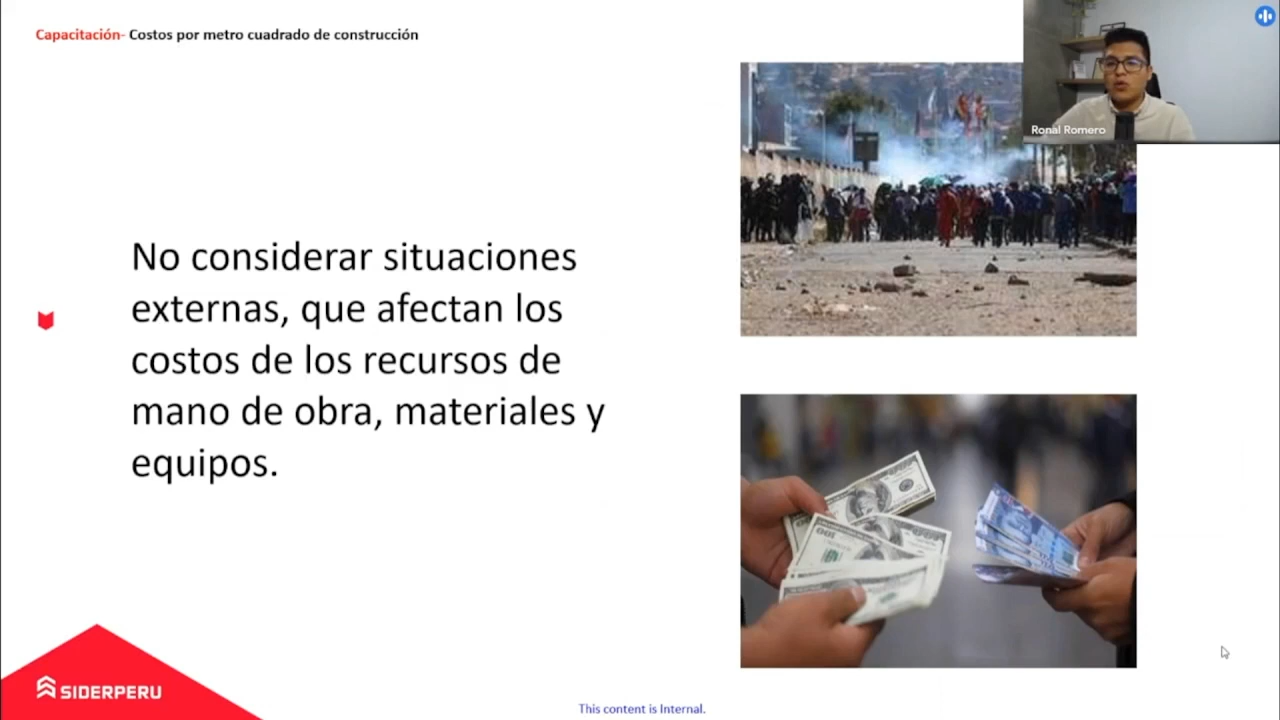 Capacitación- Costos por metro cuadrado de construcción
Ronal Romero
No considerar situaciones
externas, que afectan los
costos de los recursos de
mano de obra, materiales y
equipos.
100
SIDERPERU
This content is Internal.